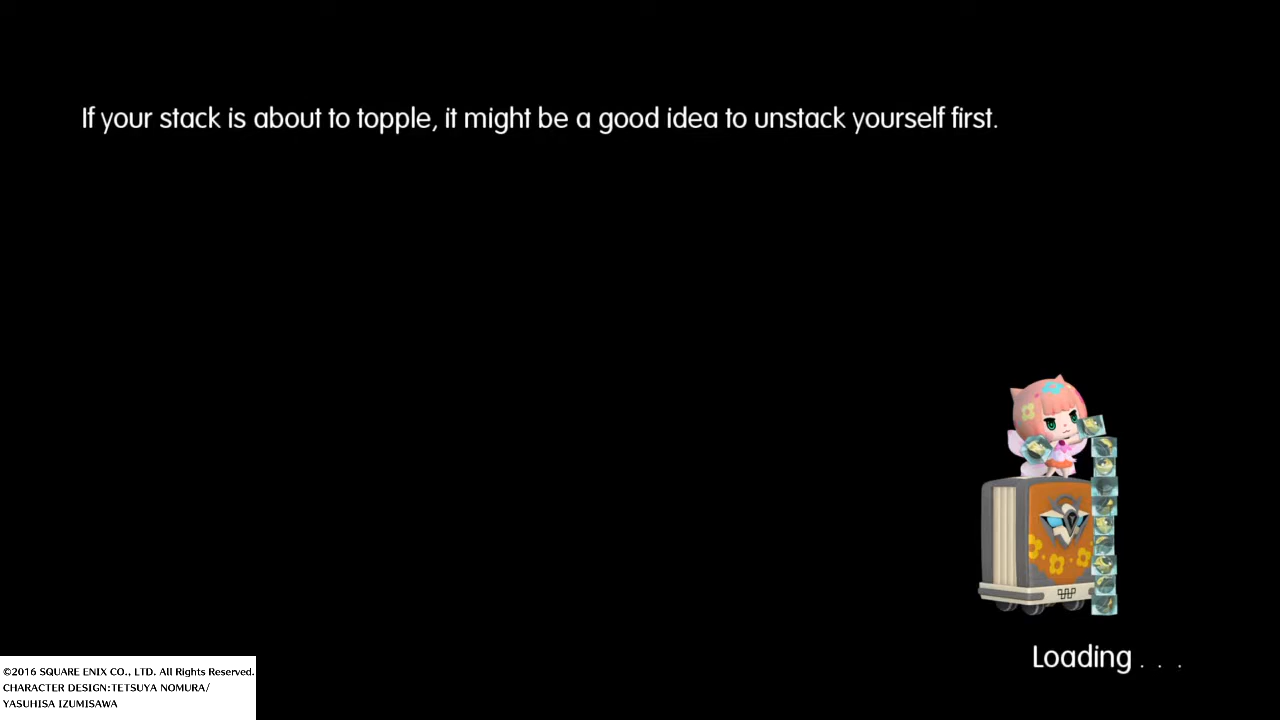 If your stack is about to topple, it might be a good idea to unstack yourself first.
Loading . . .
©2016 SQUARE ENIX CO., LTD. All Rights Reserved.
CHARACTER DESIGN:TETSUYA NOMURA/
YASUHISA IZUMISAWA